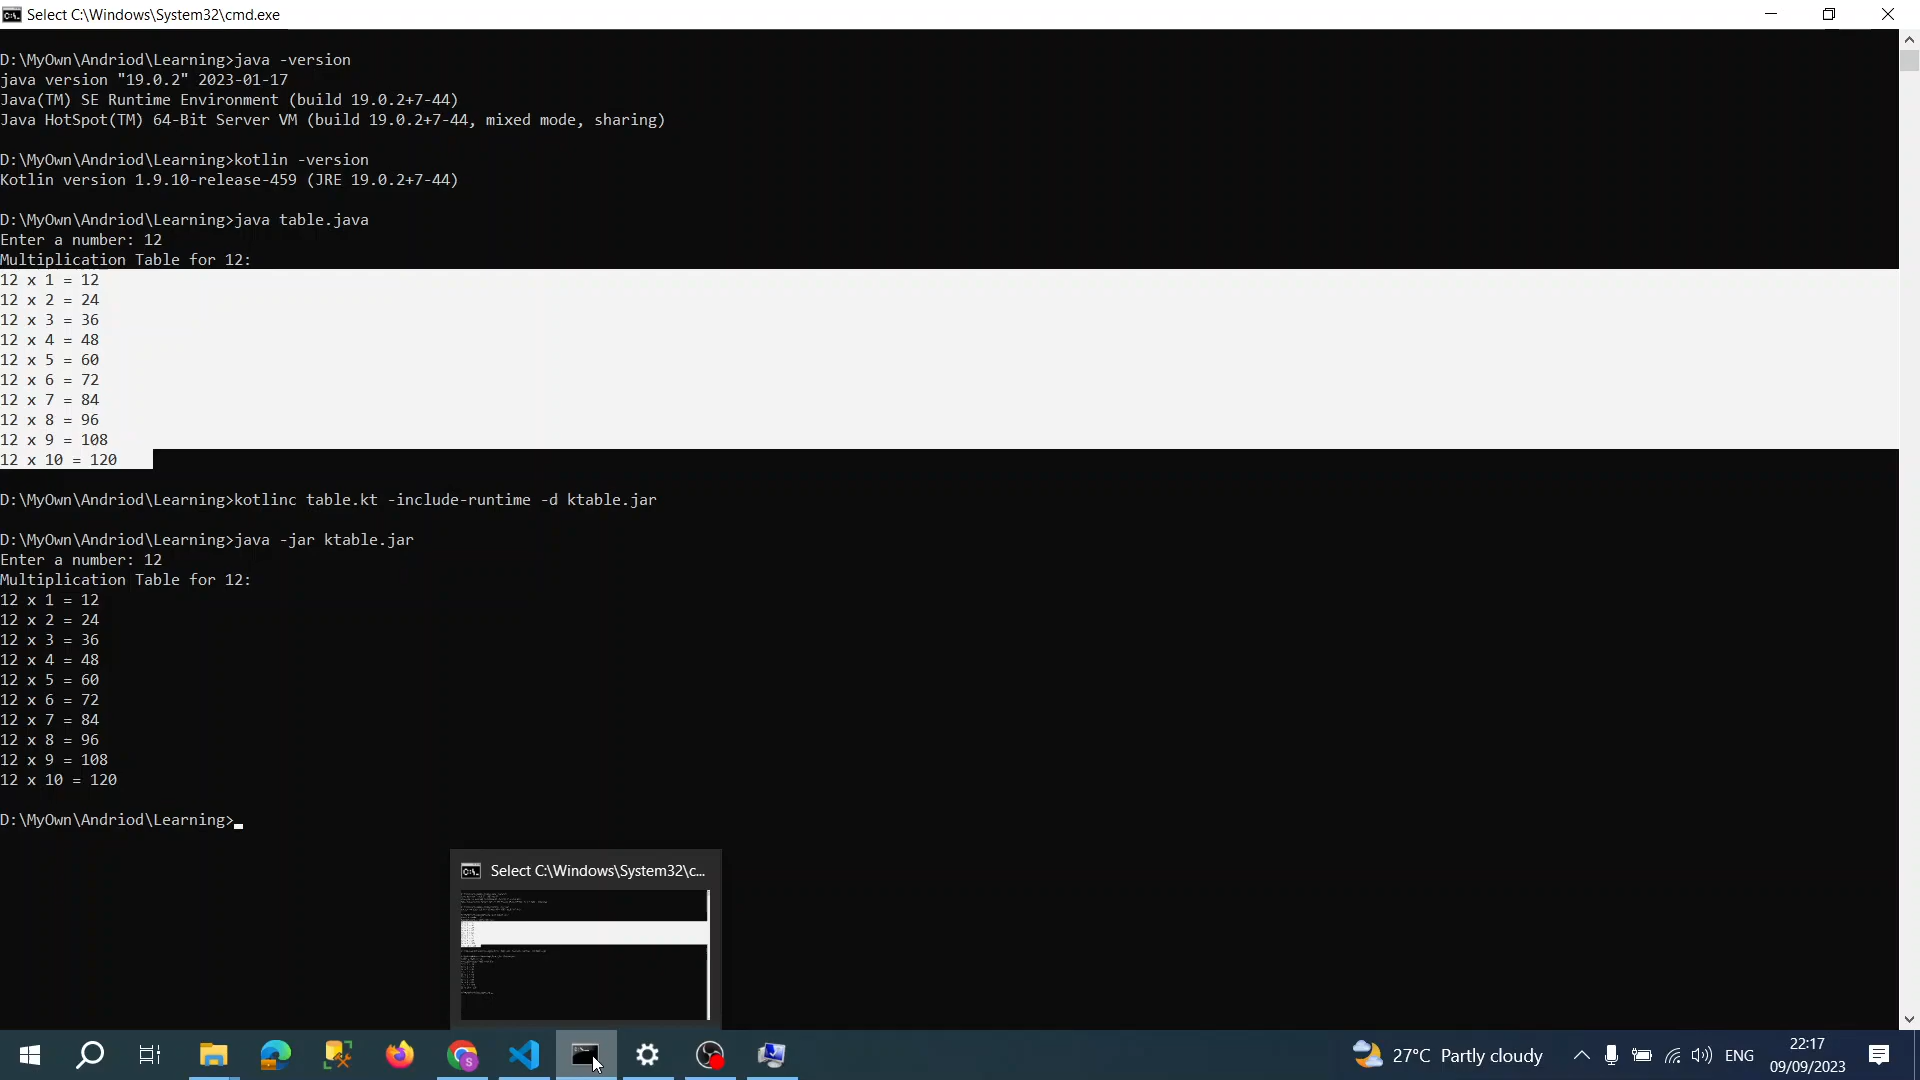 Select C:\Windows\System32\cmd.exe
D:\MyOwn\Andriod\Learning>java -version
java version "19.0.2" 2023-01-17
Java(TM) SE Runtime Environment (build 19.0.2+7-44)
Java HotSpot(TM) 64-Bit Server VM (build 19.0.2+7-44, mixed mode, sharing)
D:\MyOwn\Andriod\Learning>kotlin -version
Kotlin version 1.9.10-release-459 (JRE 19.0.2+7-44)
D:\MyOwn\Andriod\Learning>java table.java
Enter a number: 12
Multiplication Table for 12:
12 x 1 = 12
12 x 2 = 24
12 x 3 = 36
12 x 4 = 48
12 x 5 = 60
12 x 6 = 72
12 x 7 = 84
12 x 8 = 96
12 x 9 = 108
12 x 10 = 120
D:\MyOwn\Andriod\Learning>kotlinc table.kt -include-runtime -d ktable.jar
D:\MyOwn\Andriod\Learning>java -jar ktable.jar
Enter a number: 12
Multiplication Table for 12:
12 x 1 = 12
12 x 2 = 24
12 x 3 = 36
12 x 4 = 48
12 x 5 = 60
12 x 6 = 72
12 x 7 = 84
12 x 8 = 96
12 x 9 = 108
12 x 10 = 120
D:\MyOwn\Andriod\Learning>
Select C:\Windows\System32\c...
27°C Partly cloudy
ENG
22:17
09/09/2023